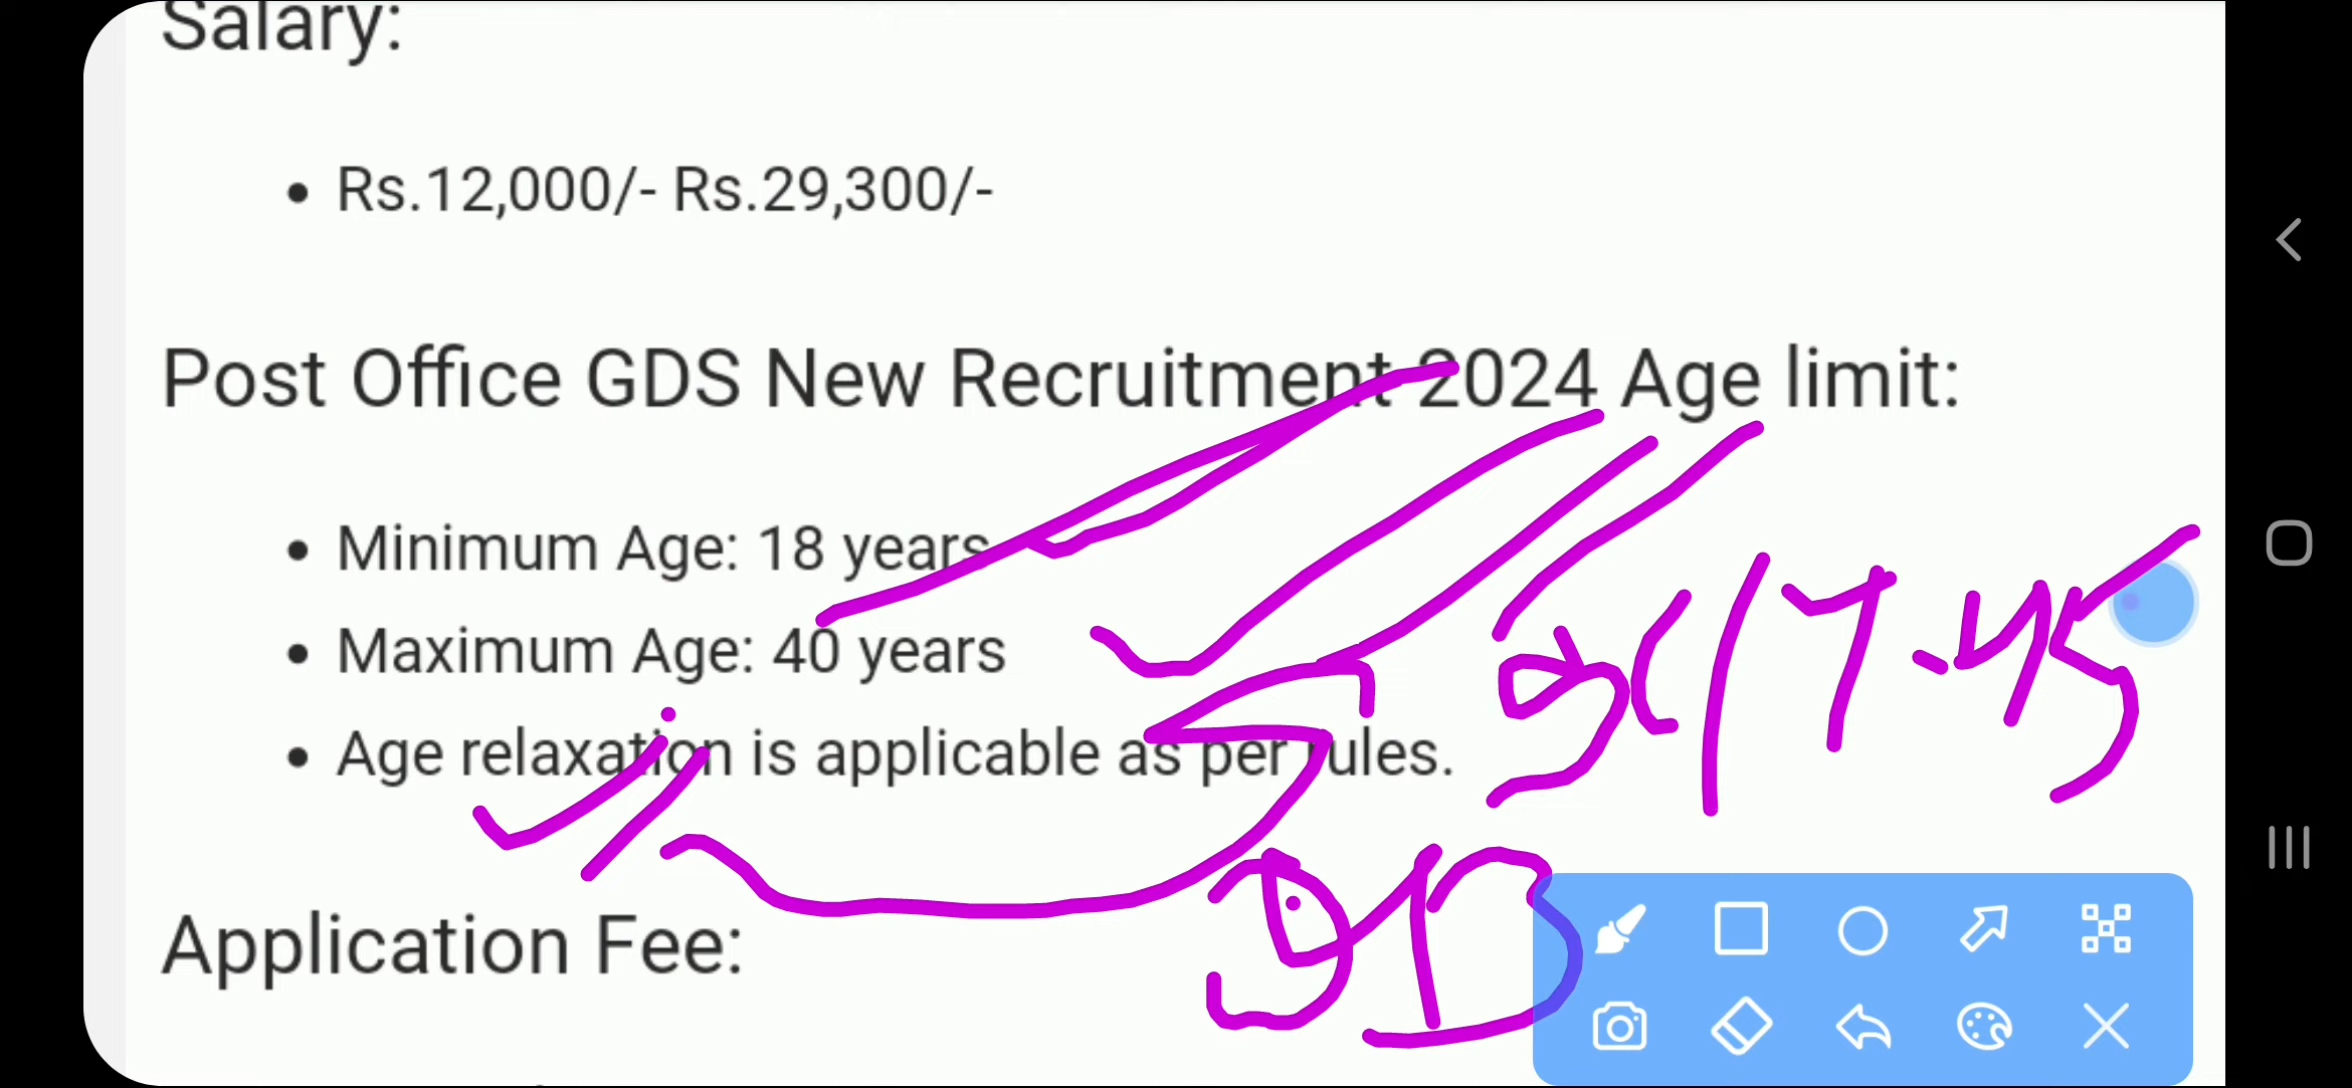 Salary:
Rs.12,000/- Rs.29,300/-
Post Office GDS New Recruitment 2024 Age limit:
Minimum Age: 18 years
Maximum Age: 40 years
Age relaxation is applicable as per rules.
Application Fee: